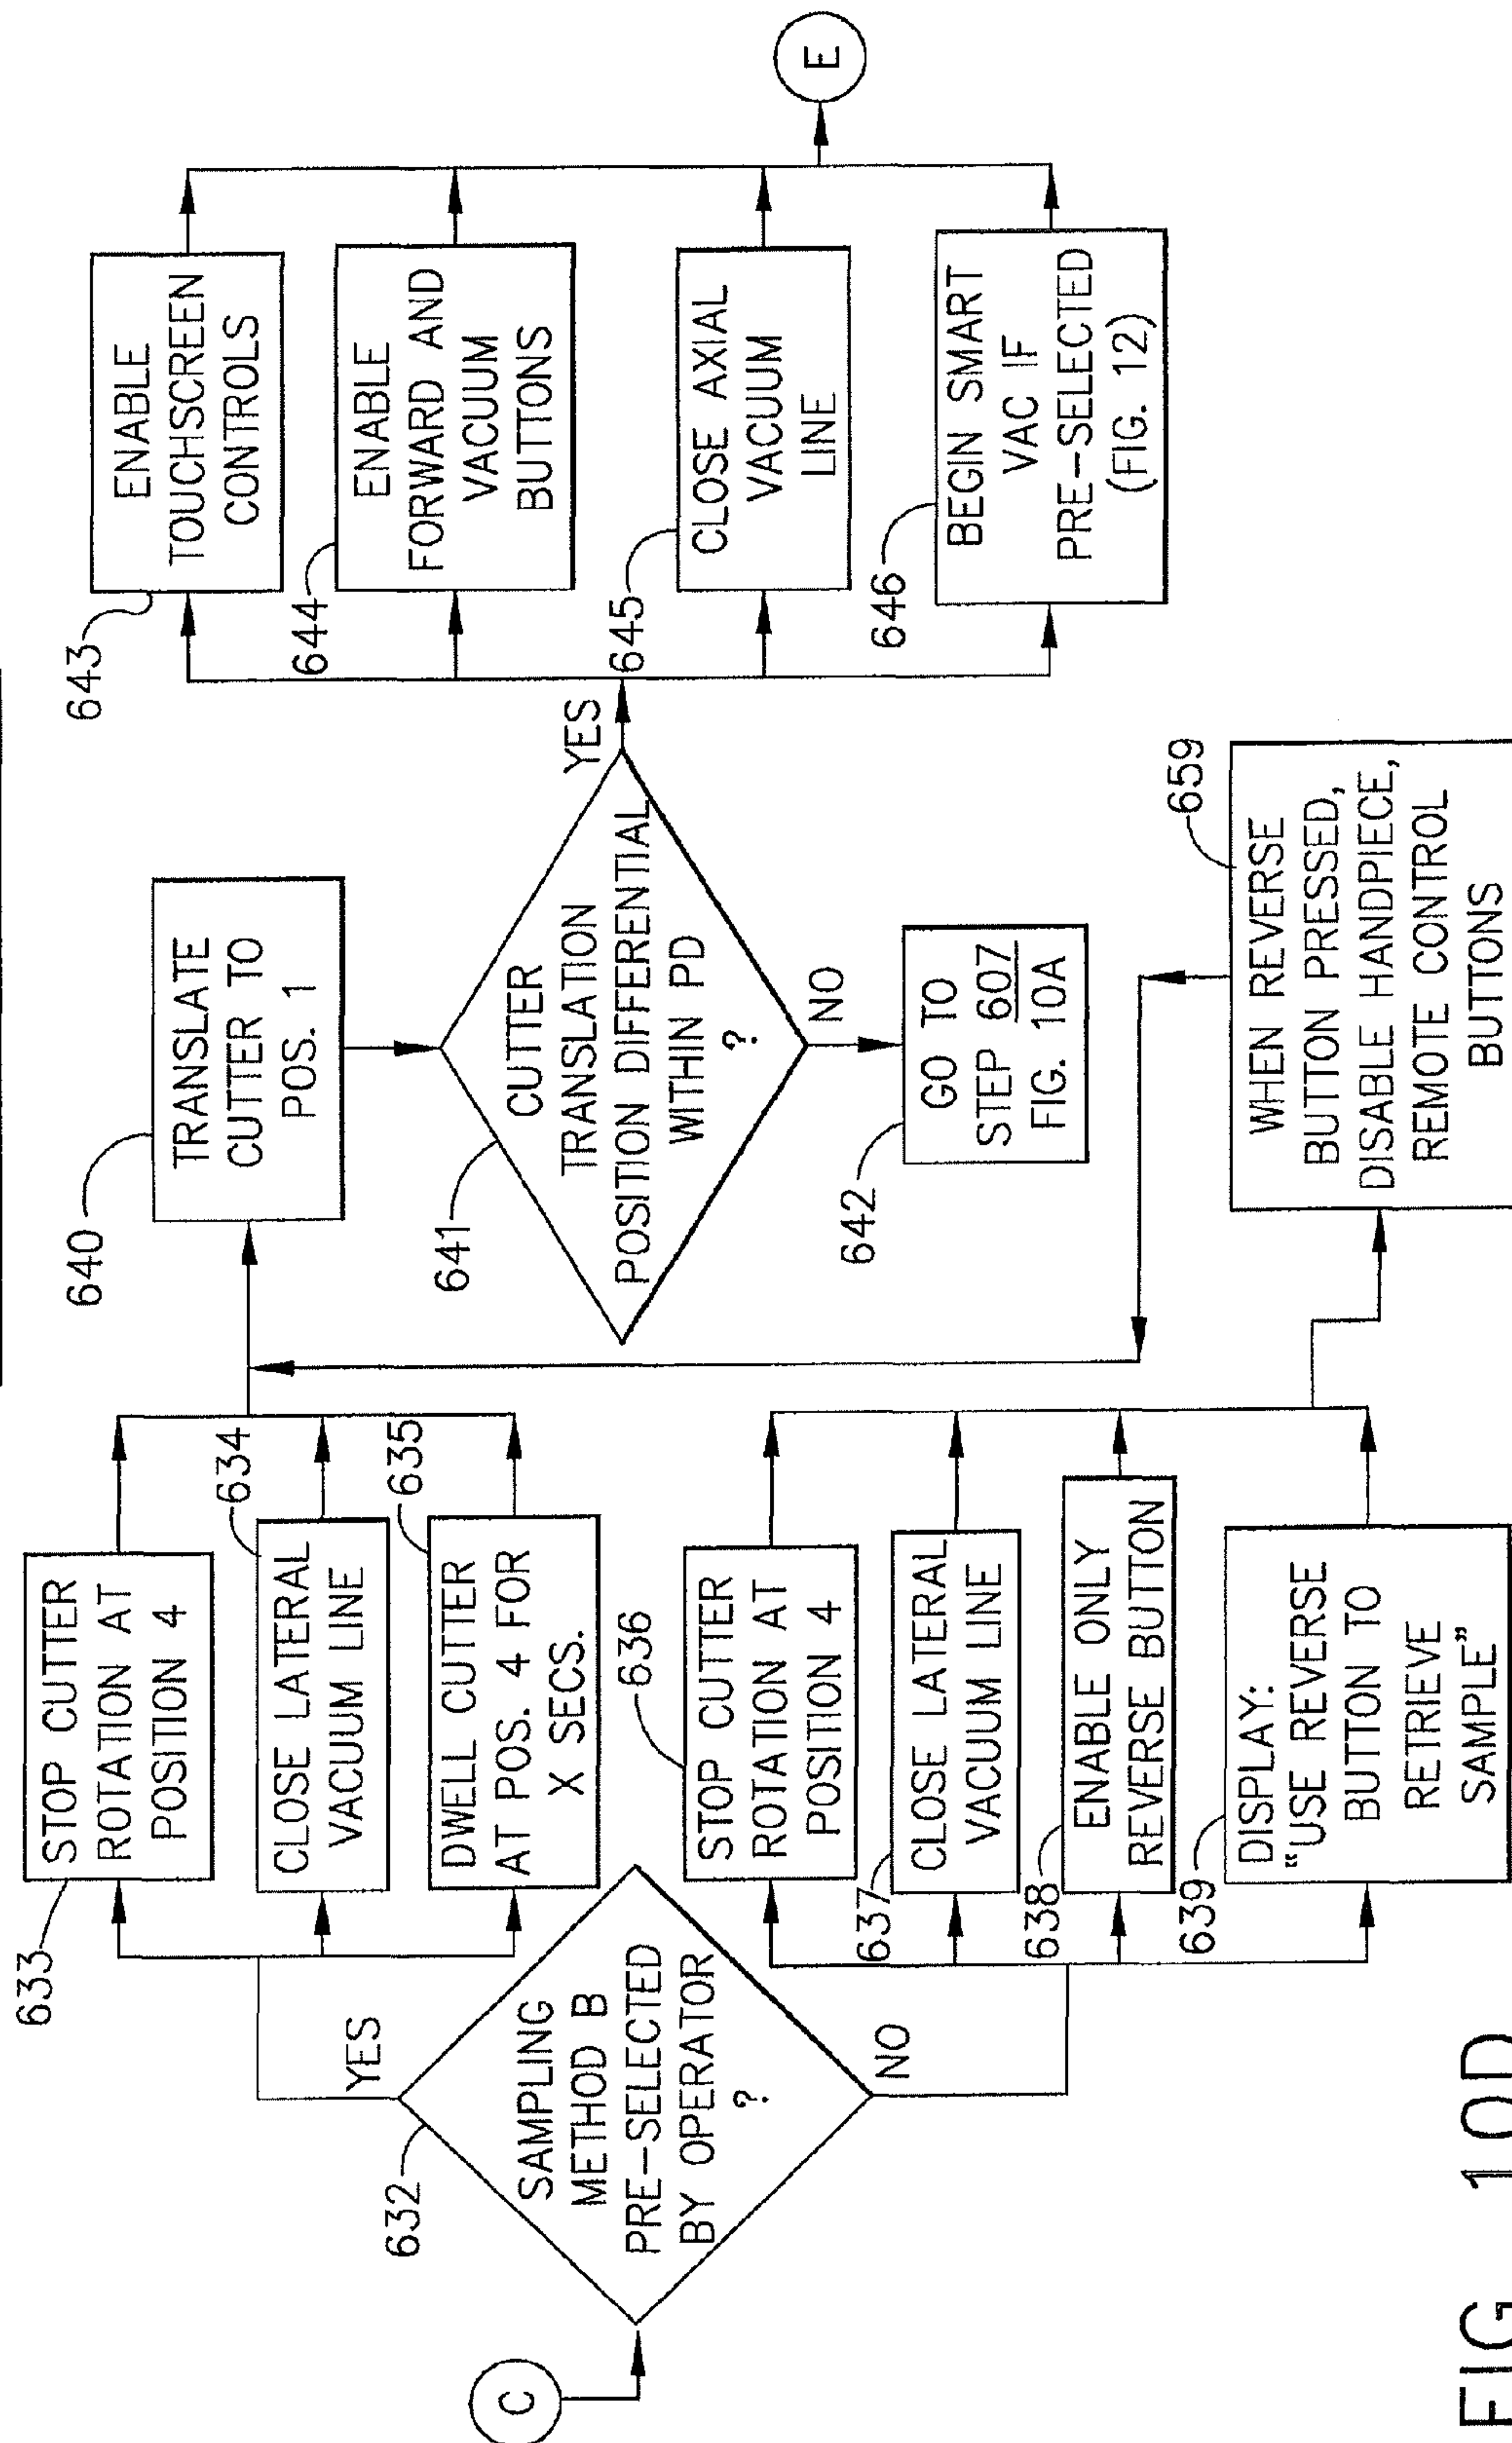 C
632
SAMPLING
METHOD B
PRE-SELECTED
BY OPERATOR
?
YES
NO
633
STOP CUTTER
ROTATION AT
POSITION 4
634
CLOSE LATERAL
VACUUM LINE
635
DWELL CUTTER
AT POS. 4 FOR
X SECS.
636
STOP CUTTER
ROTATION AT
POSITION 4
637
CLOSE LATERAL
VACUUM LINE
638
ENABLE ONLY
REVERSE BUTTON
639
DISPLAY:
"USE REVERSE
BUTTON TO
RETRIEVE
SAMPLE"
640
TRANSLATE
CUTTER TO
POS. 1
641
CUTTER
TRANSLATION
POSITION DIFFERENTIAL
WITHIN PD
?
YES
NO
642
GO TO
STEP 607
FIG. 10A
659
WHEN REVERSE
BUTTON PRESSED,
DISABLE HANDPIECE,
REMOTE CONTROL
BUTTONS
643
ENABLE
TOUCHSCREEN
CONTROLS
644
ENABLE
FORWARD AND
VACUUM
BUTTONS
645
CLOSE AXIAL
VACUUM
LINE
646
BEGIN SMART
VAC IF
PRE-SELECTED
(FIG. 12)
E
FIG 10D